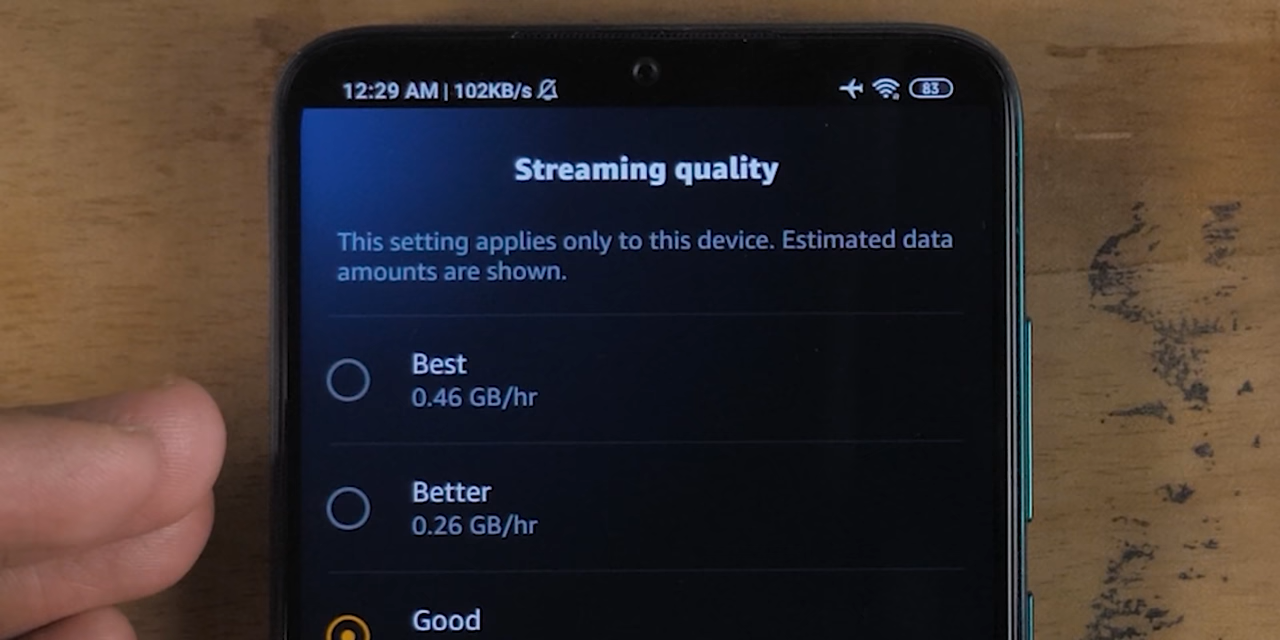 12:29 AM | 102KB/s
83
Streaming quality
This setting applies only to this device. Estimated data
amounts are shown.
Best
0.46 GB/hr
Better
0.26 GB/hr
Good